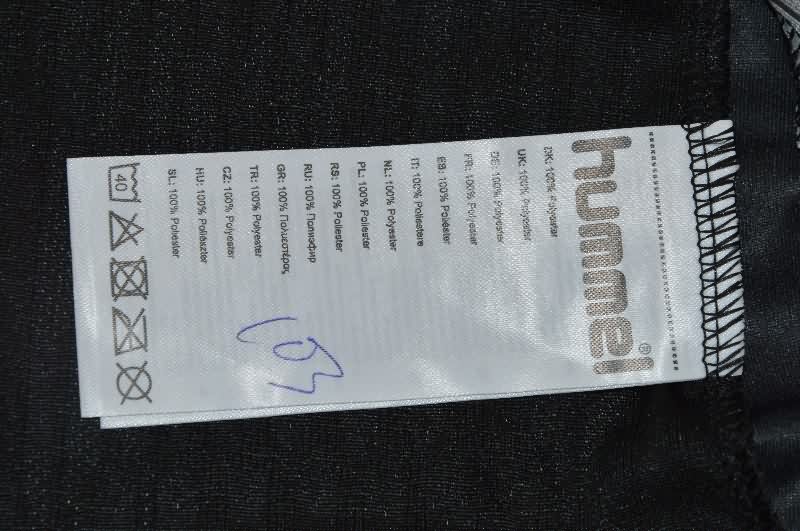 hummel®
DK: 100% Polyester
UK: 100% Polyester
DE: 100% Polyester
FR: 100% Polyester
ES: 100% Poliester
IT: 100% Poliestere
NL: 100% Polyester
PL: 100% Poliester
RS: 100% Poliester
RU: 100% Полиэфир
GR: 100% Πολυεστέρας
TR: 100% Polyester
CZ: 100% Polyester
HU: 100% Poliészter
SL: 100% Poliester
40
103